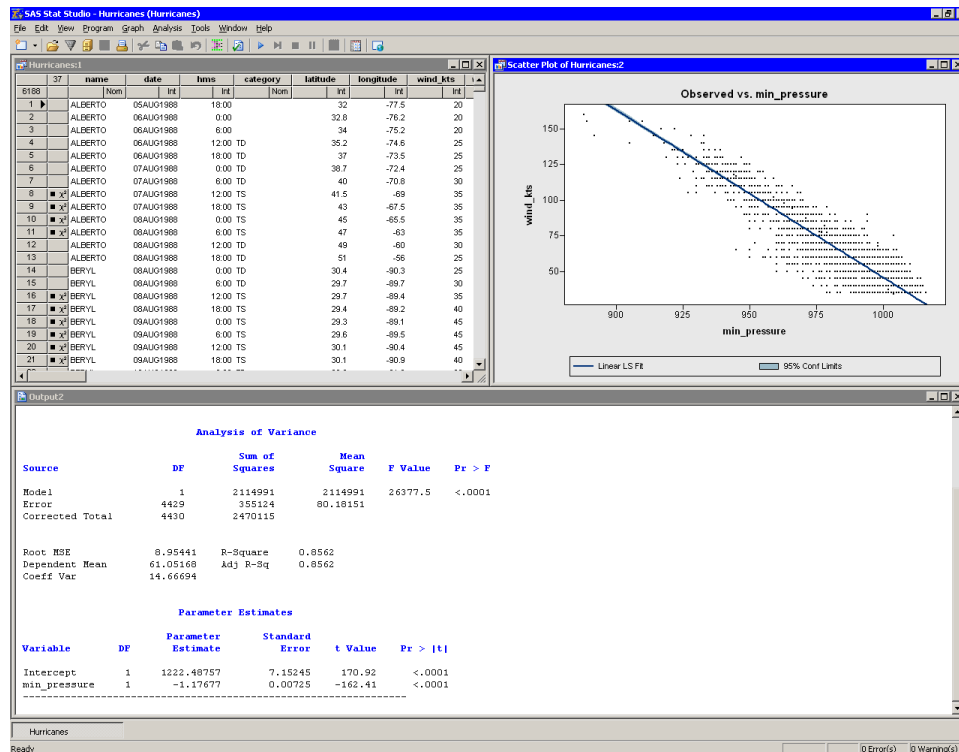 SAS Stat Studio - Hurricanes (Hurricanes)
File Edit View Program Graph Analysis Tools Window Help
Hurricanes:1
37 name date hms category latitude longitude wind_kts
6188 Nom Int Int Nom Int Int Int
1 ALBERTO 05AUG1988 18:00 32 -77.5 20
2 ALBERTO 06AUG1988 0:00 32.8 -76.2 20
3 ALBERTO 06AUG1988 6:00 34 -75.2 20
4 ALBERTO 06AUG1988 12:00 TD 35.2 -74.6 25
5 ALBERTO 06AUG1988 18:00 TD 37 -73.5 25
6 ALBERTO 07AUG1988 0:00 TD 38.7 -72.4 25
7 ALBERTO 07AUG1988 6:00 TD 40 -70.8 30
8 χ² ALBERTO 07AUG1988 12:00 TS 41.5 -69 35
9 χ² ALBERTO 07AUG1988 18:00 TS 43 -67.5 35
10 χ² ALBERTO 08AUG1988 0:00 TS 45 -65.5 35
11 χ² ALBERTO 08AUG1988 6:00 TS 47 -63 35
12 ALBERTO 08AUG1988 12:00 TD 49 -60 30
13 ALBERTO 08AUG1988 18:00 TD 51 -56 25
14 BERYL 08AUG1988 0:00 TD 30.4 -90.3 25
15 BERYL 08AUG1988 6:00 TD 29.7 -89.7 30
16 χ² BERYL 08AUG1988 12:00 TS 29.7 -89.4 35
17 χ² BERYL 08AUG1988 18:00 TS 29.4 -89.2 40
18 χ² BERYL 09AUG1988 0:00 TS 29.3 -89.1 45
19 χ² BERYL 09AUG1988 6:00 TS 29.6 -89.5 45
20 χ² BERYL 09AUG1988 12:00 TS 30.1 -90.4 45
21 χ² BERYL 09AUG1988 18:00 TS 30.1 -90.9 40
Scatter Plot of Hurricanes:2
Observed vs. min_pressure
wind_kts
150
125
100
75
50
900 925 950 975 1000
min_pressure
Linear LS Fit 95% Conf Limits
Output2
Analysis of Variance
Sum of Mean
Source DF Squares Square F Value Pr > F
Model 1 2114991 2114991 26377.5 <.0001
Error 4429 355124 80.18151
Corrected Total 4430 2470115
Root MSE 8.95441 R-Square 0.8562
Dependent Mean 61.05168 Adj R-Sq 0.8562
Coeff Var 14.66694
Parameter Estimates
Parameter Standard
Variable DF Estimate Error t Value Pr > |t|
Intercept 1 1222.48757 7.15245 170.92 <.0001
min_pressure 1 -1.17677 0.00725 -162.41 <.0001
Hurricanes
Ready 0 Error(s) 0 Warning(s)